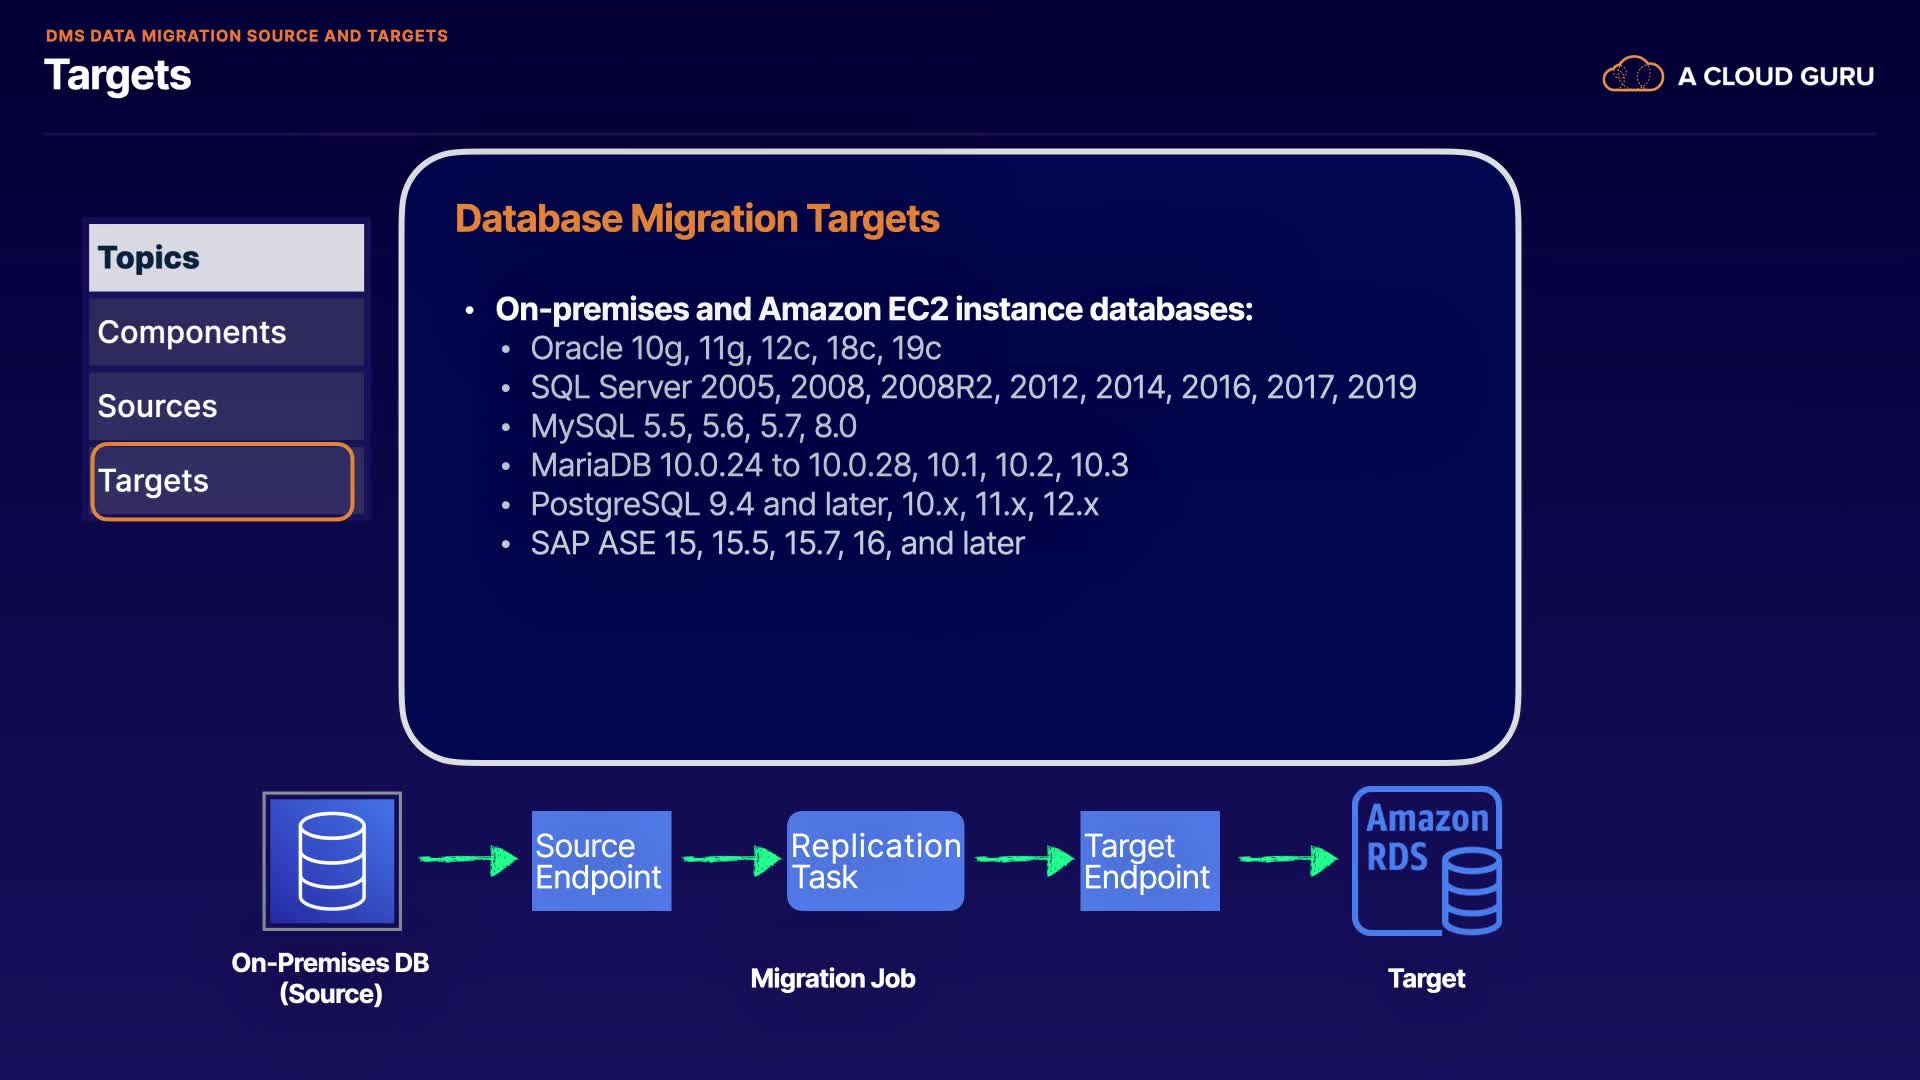 DMS DATA MIGRATION SOURCE AND TARGETS
Targets
A CLOUD GURU
Topics
Components
Sources
Targets
Database Migration Targets
• On-premises and Amazon EC2 instance databases:
• Oracle 10g, 11g, 12c, 18c, 19c
• SQL Server 2005, 2008, 2008R2, 2012, 2014, 2016, 2017, 2019
• MySQL 5.5, 5.6, 5.7, 8.0
• MariaDB 10.0.24 to 10.0.28, 10.1, 10.2, 10.3
• PostgreSQL 9.4 and later, 10.x, 11.x, 12.x
• SAP ASE 15, 15.5, 15.7, 16, and later
Source
Endpoint
Replication
Task
Target
Endpoint
Amazon
RDS
On-Premises DB
(Source)
Migration Job
Target